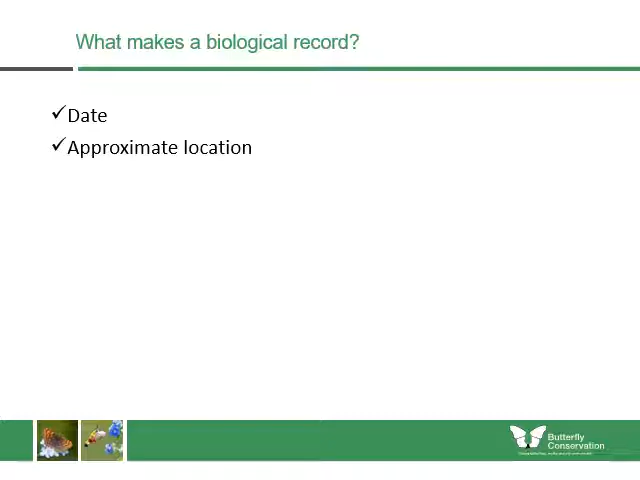 What makes a biological record?
✓Date
✓Approximate location
Butterfly
Conservation